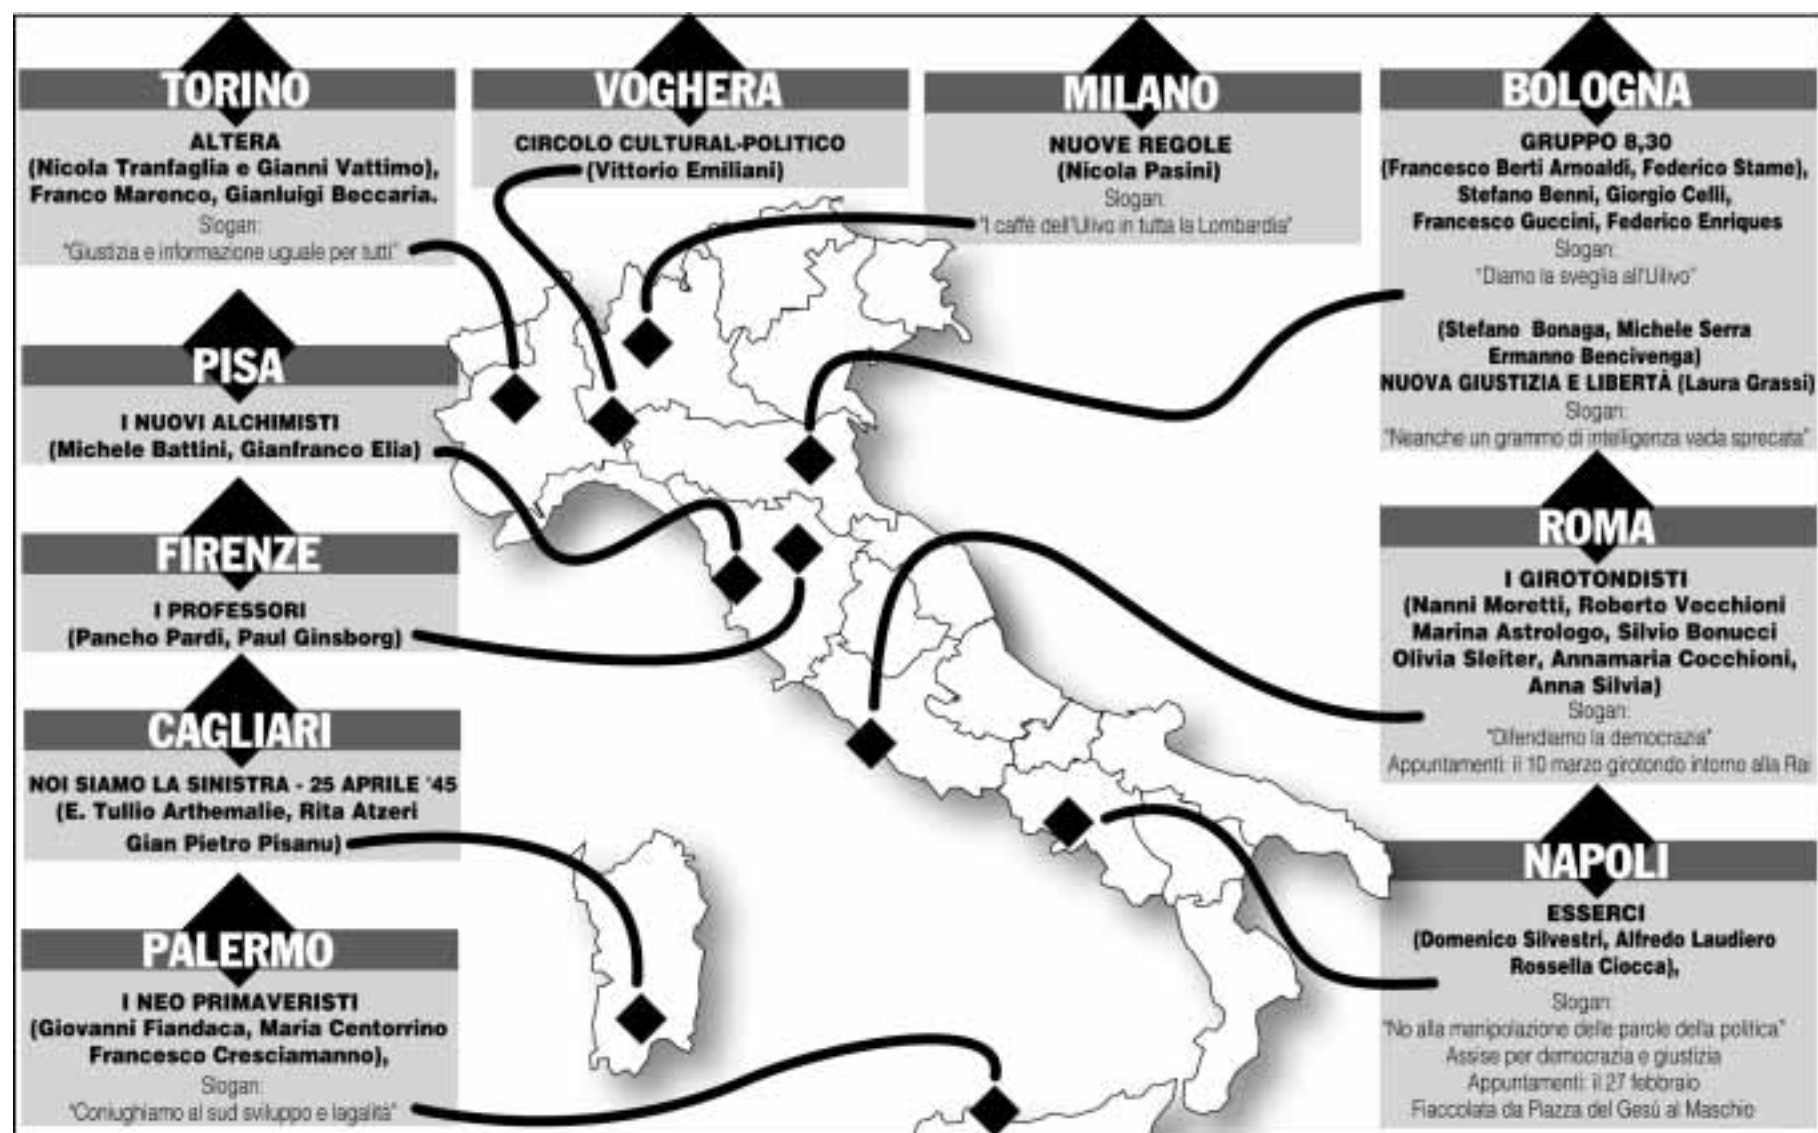 TORINO
ALTERA
(Nicola Tranfaglia e Gianni Vattimo),
Franco Marenco, Gianluigi Beccaria.
Slogan:
"Giustizia e informazione uguale per tutti"
VOGHERA
CIRCOLO CULTURAL-POLITICO
(Vittorio Emiliani)
MILANO
NUOVE REGOLE
(Nicola Pasini)
Slogan:
"I caffè dell'Ulivo in tutta la Lombardia"
BOLOGNA
GRUPPO 8,30
(Francesco Berti Arnoaldi, Federico Stame),
Stefano Benni, Giorgio Celli,
Francesco Guccini, Federico Enriques
Slogan:
"Diamo la sveglia all'Ulivo"
(Stefano Bonaga, Michele Serra
Ermanno Bencivenga)
NUOVA GIUSTIZIA E LIBERTÀ (Laura Grassi)
Slogan:
"Neanche un grammo di intelligenza vada sprecata"
PISA
I NUOVI ALCHIMISTI
(Michele Battini, Gianfranco Elia)
FIRENZE
I PROFESSORI
(Pancho Pardi, Paul Ginsborg)
ROMA
I GIROTONDISTI
(Nanni Moretti, Roberto Vecchioni
Marina Astrologo, Silvio Bonucci
Olivia Sleiter, Annamaria Cocchioni,
Anna Silvia)
Slogan:
"Difendiamo la democrazia"
Appuntamenti: il 10 marzo girotondo intorno alla Rai
CAGLIARI
NOI SIAMO LA SINISTRA - 25 APRILE '45
(E. Tullio Arthemalie, Rita Atzeri
Gian Pietro Pisanu)
NAPOLI
ESSERCI
(Domenico Silvestri, Alfredo Laudiero
Rossella Ciocca),
Slogan:
"No alla manipolazione delle parole della politica"
Assise per democrazia e giustizia
Appuntamenti: il 27 febbraio
Fiaccolata da Piazza del Gesù al Maschio
PALERMO
I NEO PRIMAVERISTI
(Giovanni Fiandaca, Maria Centorrino
Francesco Cresciamanno),
Slogan:
"Coniughiamo al sud sviluppo e lagalità"